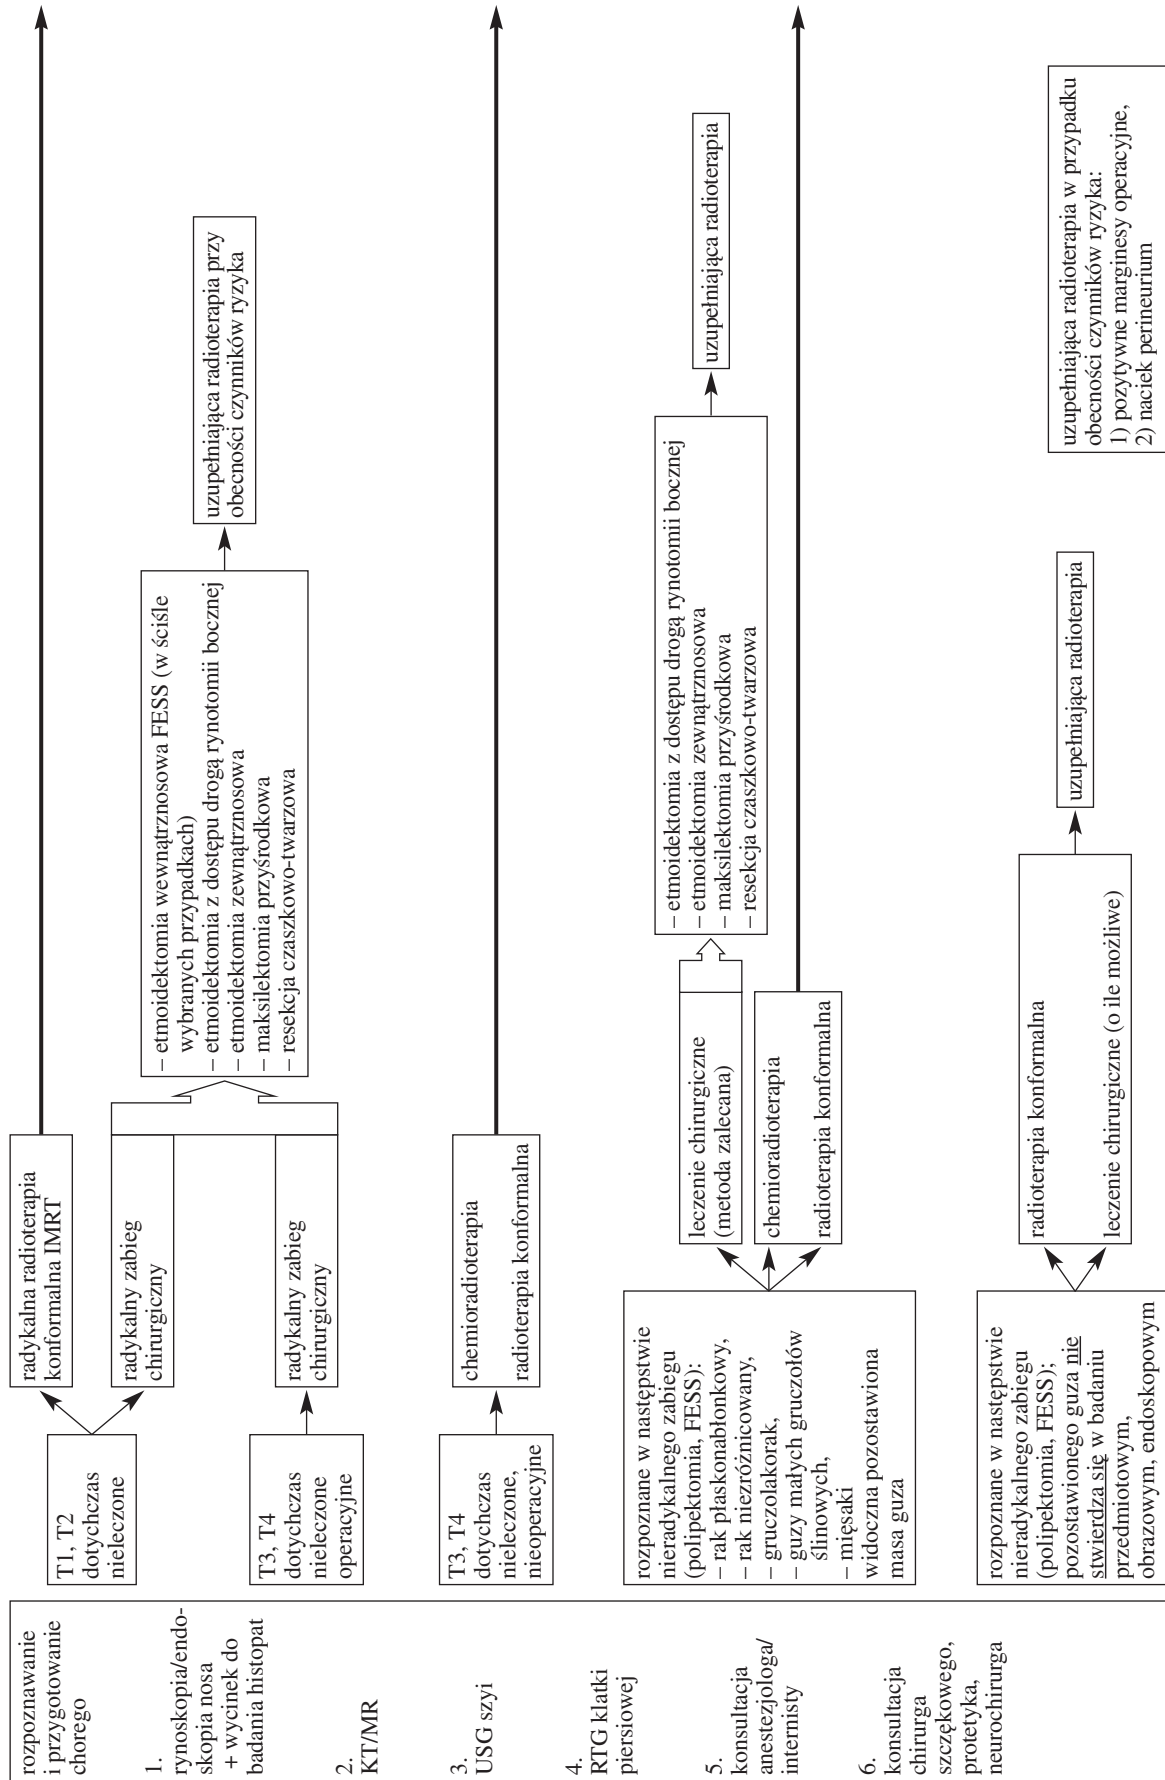 rozpoznawanie
i przygotowanie
chorego
1.
rynoskopia/endo-
skopia nosa
+ wycinek do
badania histopat
2.
KT/MR
3.
USG szyi
4.
RTG klatki
piersiowej
5.
konsultacja
anestezjologa/
internisty
6.
konsultacja
chirurga
szczękowego,
protetyka,
neurochirurga
T1, T2
dotychczas
nieleczone
radykalna radioterapia
konformalna IMRT
radykalny zabieg
chirurgiczny
T3, T4
dotychczas
nieleczone
operacyjne
radykalny zabieg
chirurgiczny
– etmoidektomia wewnątrznosowa FESS (w ściśle
wybranych przypadkach)
– etmoidektomia z dostępu drogą rynotomii bocznej
– etmoidektomia zewnątrznosowa
– maksilektomia przyśrodkowa
– resekcja czaszkowo-twarzowa
uzupełniająca radioterapia przy
obecności czynników ryzyka
T3, T4
dotychczas
nieleczone,
nieoperacyjne
chemioradioterapia
radioterapia konformalna
rozpoznane w następstwie
nieradykalnego zabiegu
(polipektomia, FESS):
– rak płaskonabłonkowy,
– rak niezróżnicowany,
– gruczolakorak,
– guzy małych gruczołów
ślinowych,
– mięsaki
widoczna pozostawiona
masa guza
leczenie chirurgiczne
(metoda zalecana)
chemioradioterapia
radioterapia konformalna
– etmoidektomia z dostępu drogą rynotomii bocznej
– etmoidektomia zewnątrznosowa
– maksilektomia przyśrodkowa
– resekcja czaszkowo-twarzowa
uzupełniająca radioterapia
rozpoznane w następstwie
nieradykalnego zabiegu
(polipektomia, FESS);
pozostawionego guza nie
stwierdza się w badaniu
przedmiotowym,
obrazowym, endoskopowym
radioterapia konformalna
leczenie chirurgiczne (o ile możliwe)
uzupełniająca radioterapia
uzupełniająca radioterapia w przypadku
obecności czynników ryzyka:
1) pozytywne marginesy operacyjne,
2) naciek perineurium